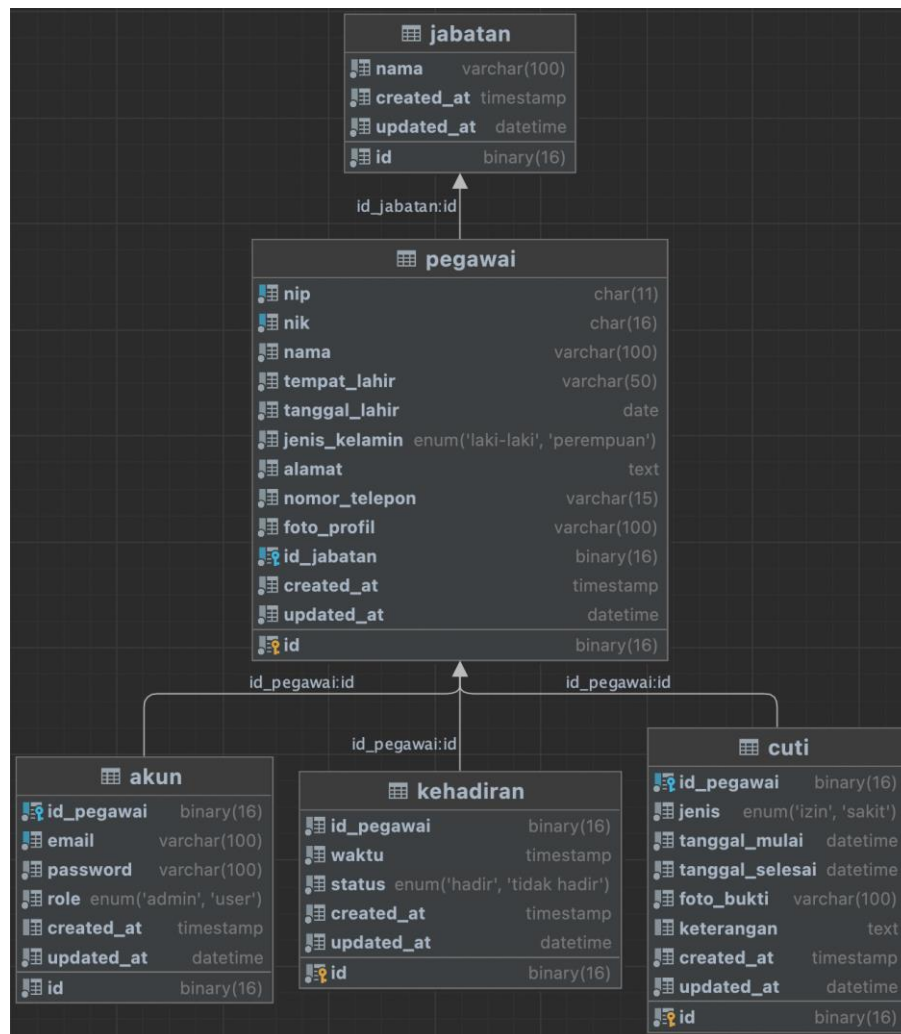 jabatan
nama varchar(100)
created_at timestamp
updated_at datetime
id binary(16)
id_jabatan:id
pegawai
nip char(11)
nik char(16)
nama varchar(100)
tempat_lahir varchar(50)
tanggal_lahir date
jenis_kelamin enum('laki-laki', 'perempuan')
alamat text
nomor_telepon varchar(15)
foto_profil varchar(100)
id_jabatan binary(16)
created_at timestamp
updated_at datetime
id binary(16)
id_pegawai:id
id_pegawai:id
id_pegawai:id
akun
id_pegawai binary(16)
email varchar(100)
password varchar(100)
role enum('admin', 'user')
created_at timestamp
updated_at datetime
id binary(16)
kehadiran
id_pegawai binary(16)
waktu timestamp
status enum('hadir', 'tidak hadir')
created_at timestamp
updated_at datetime
id binary(16)
cuti
id_pegawai binary(16)
jenis enum('izin', 'sakit')
tanggal_mulai datetime
tanggal_selesai datetime
foto_bukti varchar(100)
keterangan text
created_at timestamp
updated_at datetime
id binary(16)